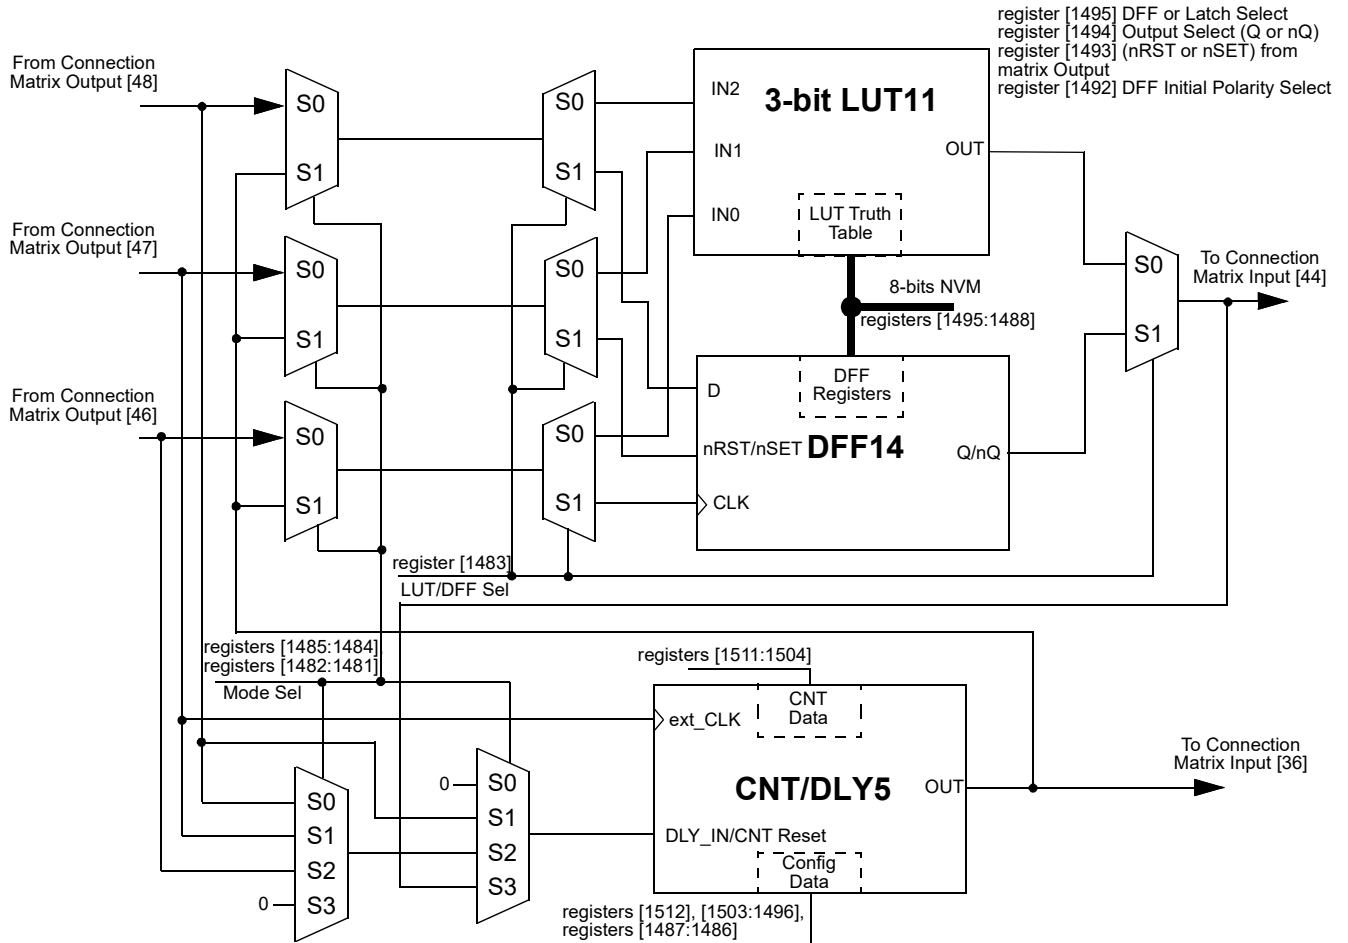 register [1495] DFF or Latch Select
register [1494] Output Select (Q or nQ)
register [1493] (nRST or nSET) from
matrix Output
register [1492] DFF Initial Polarity Select
From Connection
Matrix Output [48]
S0
S1
S0
S1
IN2
3-bit LUT11
IN1
OUT
IN0
LUT Truth
Table
From Connection
Matrix Output [47]
S0
S1
S0
S1
8-bits NVM
registers [1495:1488]
S0
S1
To Connection
Matrix Input [44]
From Connection
Matrix Output [46]
S0
S1
S0
S1
D
DFF
Registers
nRST/nSET
DFF14
Q/nQ
CLK
register [1483]
LUT/DFF Sel
registers [1485:1484],
registers [1482:1481]
Mode Sel
registers [1511:1504]
ext_CLK
CNT
Data
CNT/DLY5
OUT
To Connection
Matrix Input [36]
DLY_IN/CNT Reset
Config
Data
0
S0
S1
S2
S3
S0
S1
S2
0
S3
registers [1512], [1503:1496],
registers [1487:1486]